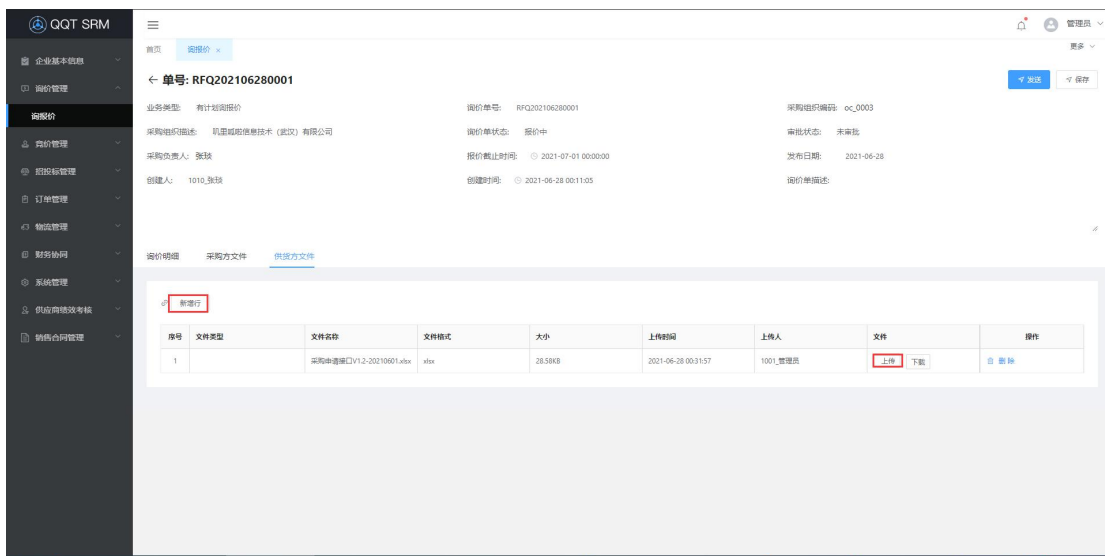 QQT SRM
管理员
首页 询报价 ×
更多
企业基本信息
询价管理
询报价
竞价管理
招投标管理
订单管理
物流管理
财务协同
系统管理
供应商绩效考核
销售合同管理
← 单号: RFQ202106280001
发送 保存
业务类型: 有计划询报价 询价单号: RFQ202106280001 采购组织编码: oc_0003
采购组织描述: 叽里呱啦信息技术（武汉）有限公司 询价单状态: 报价中 审批状态: 未审批
采购负责人: 张琰 报价截止时间: 2021-07-01 00:00:00 发布日期: 2021-06-28
创建人: 1010_张琰 创建时间: 2021-06-28 00:11:05 询价单描述:
询价明细 采购方文件 供货方文件
新增行
序号 文件类型 文件名称 文件格式 大小 上传时间 上传人 文件 操作
1 采购申请接口V1.2-20210601.xlsx xlsx 28.58KB 2021-06-28 00:31:57 1001_管理员 上传 下载 删除